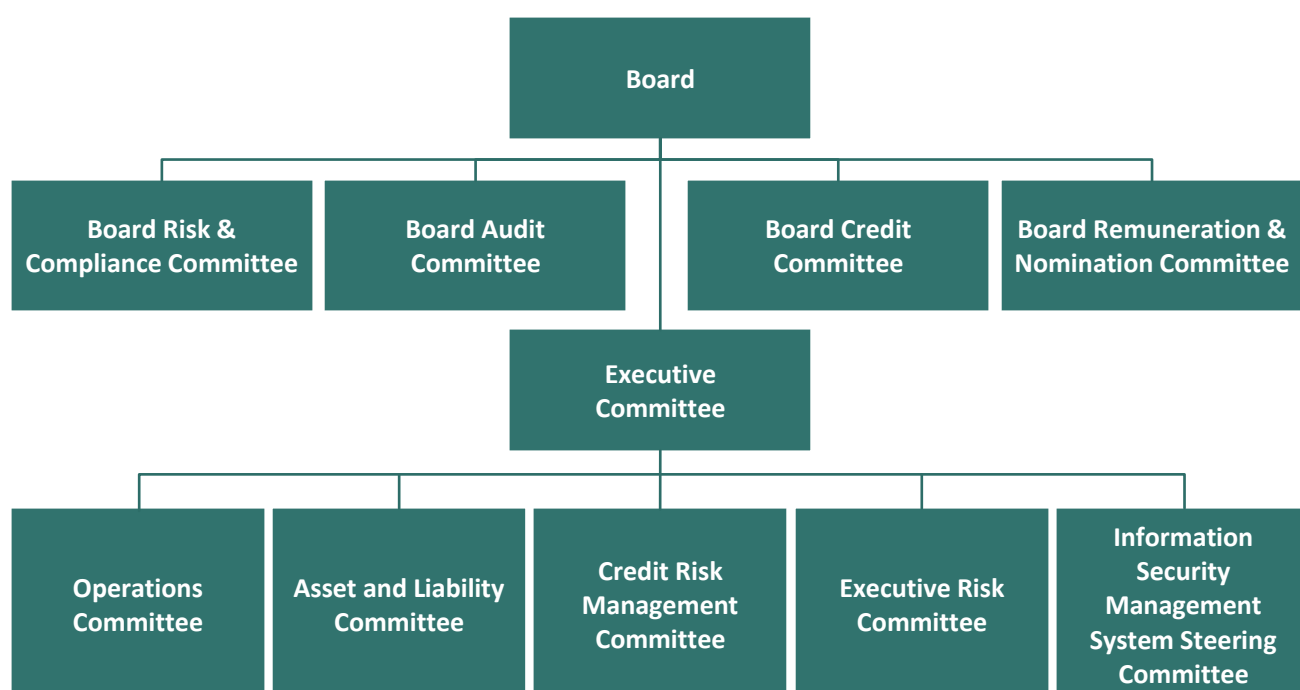 Board
Board Risk &
Compliance Committee
Board Audit
Committee
Board Credit
Committee
Board Remuneration &
Nomination Committee
Executive
Committee
Operations
Committee
Asset and Liability
Committee
Credit Risk
Management
Committee
Executive Risk
Committee
Information
Security
Management
System Steering
Committee